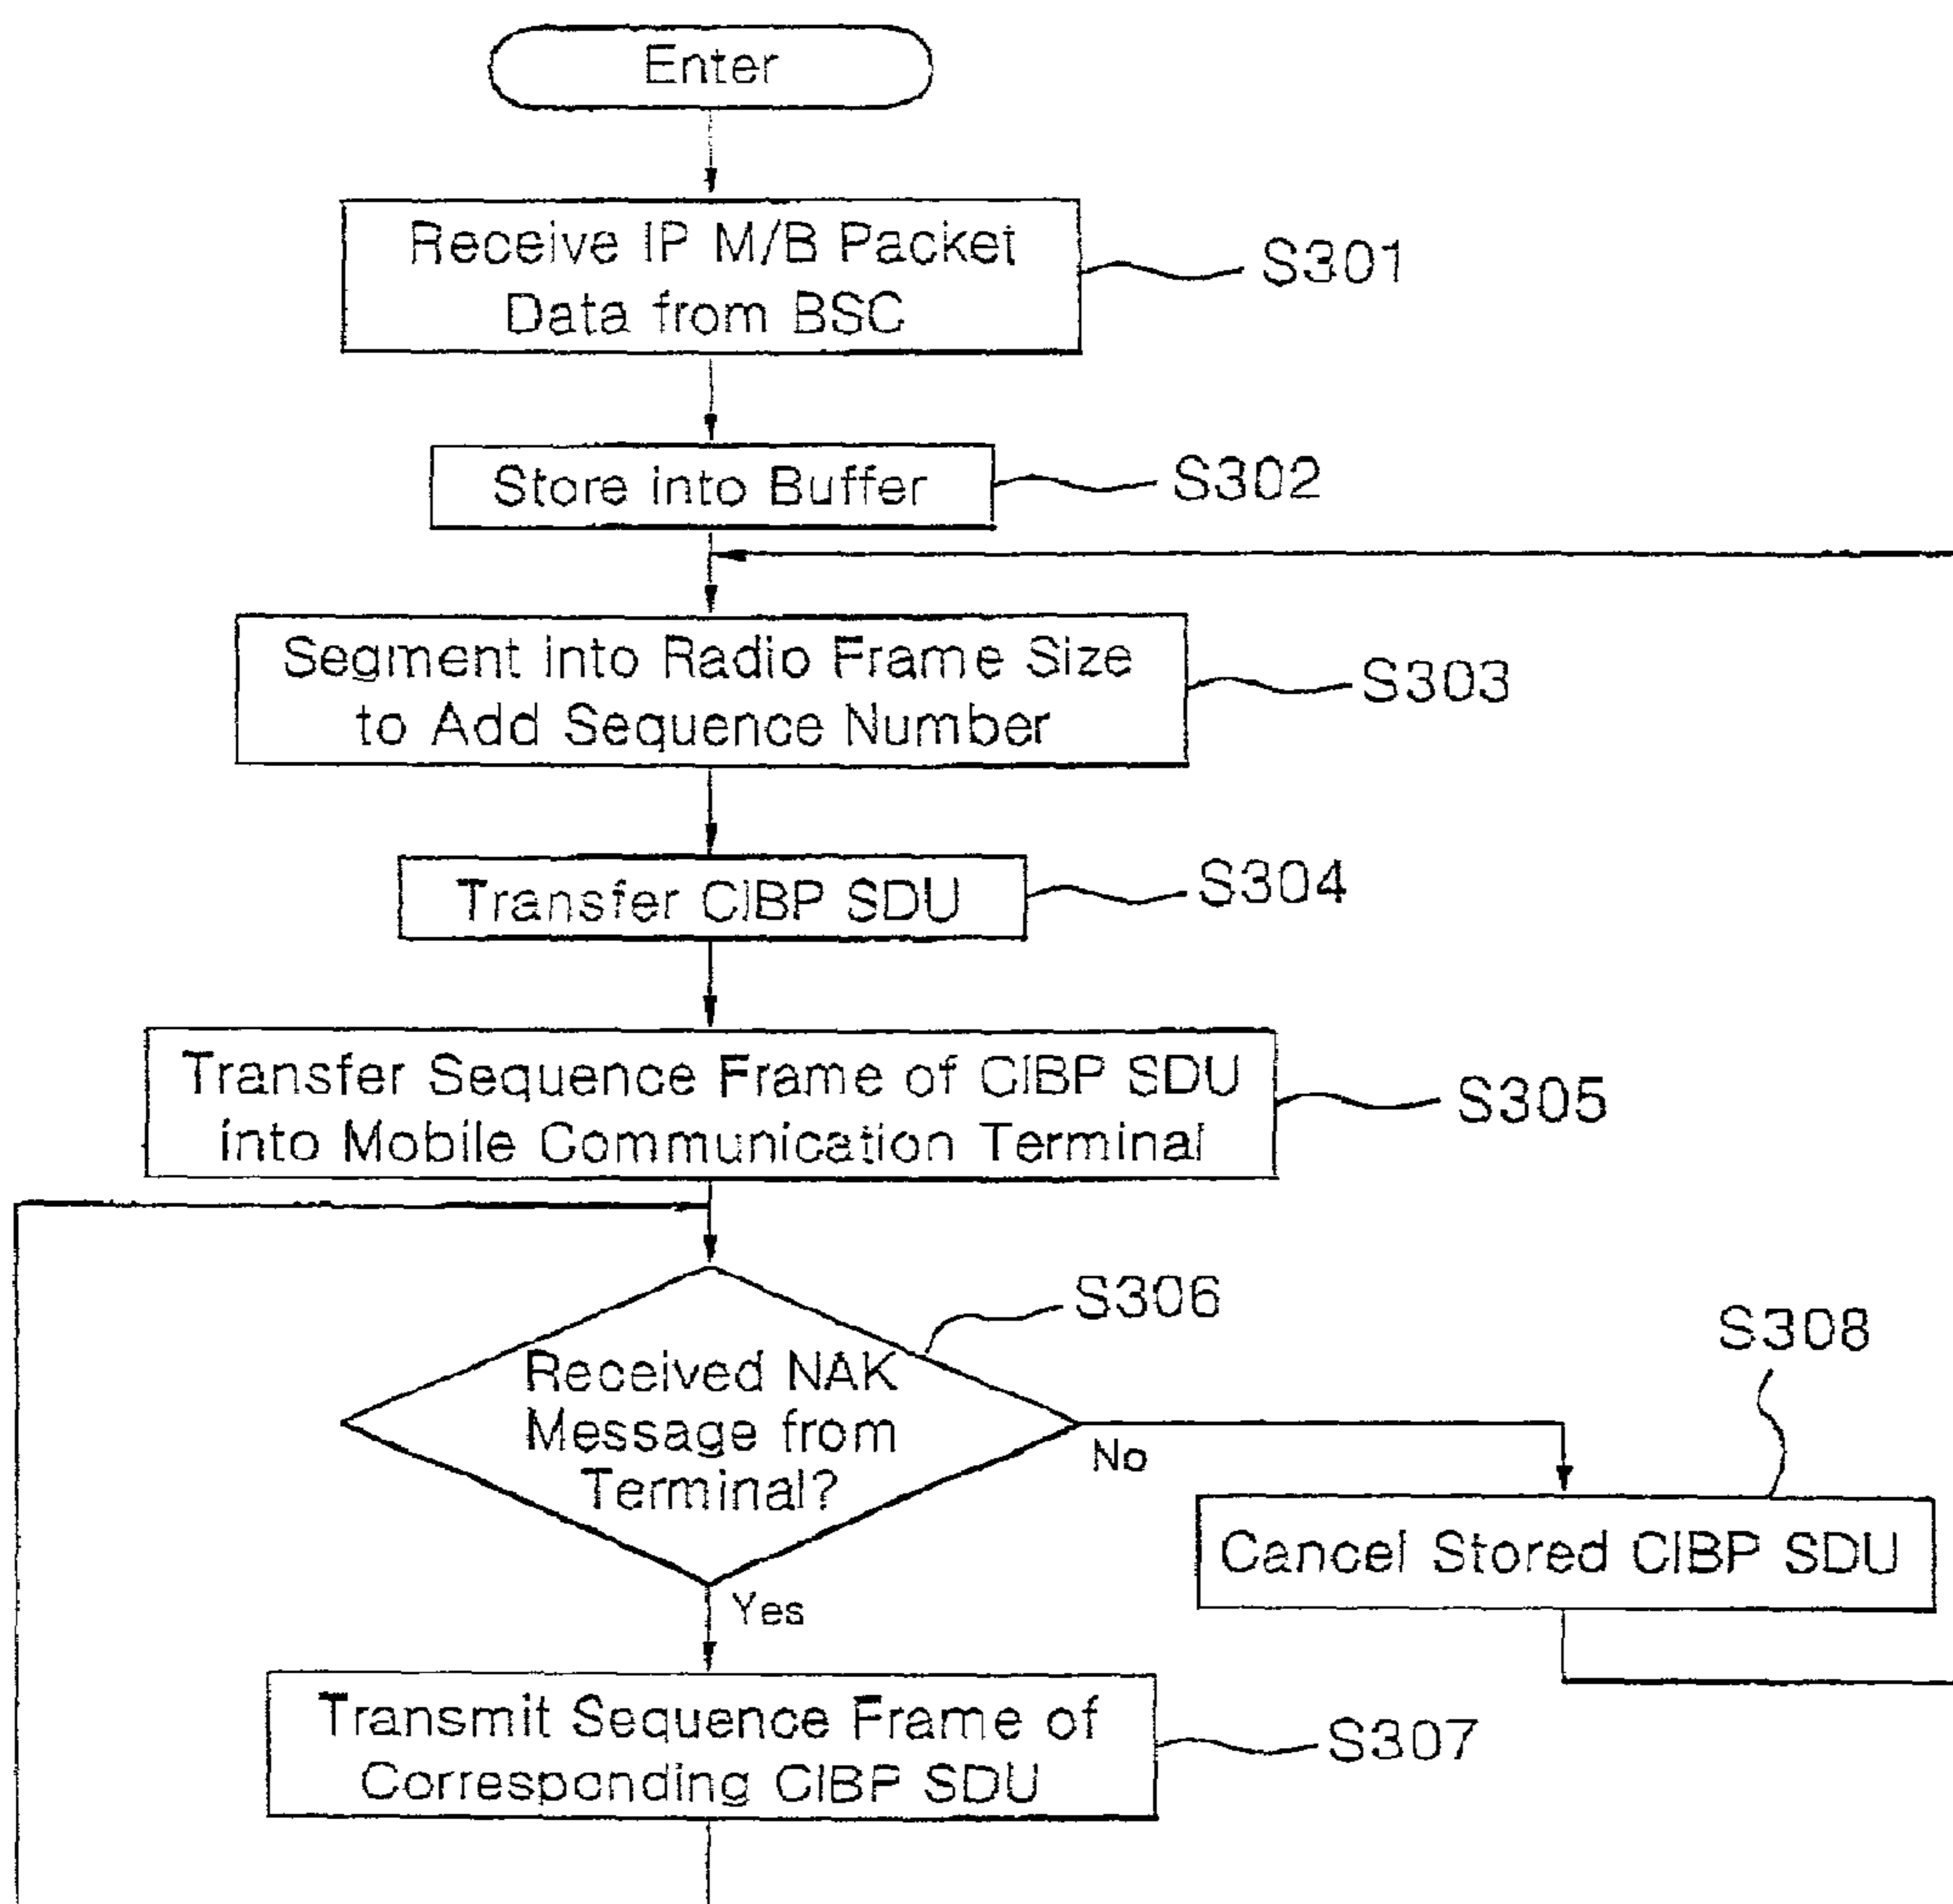 Enter
Receive IP M/B Packet
Data from BSC
S301
Store into Buffer
S302
Segment into Radio Frame Size
to Add Sequence Number
S303
Transfer CIBP SDU
S304
Transfer Sequence Frame of CIBP SDU
into Mobile Communication Terminal
S305
Received NAK
Message from
Terminal?
S306
No
S308
Cancel Stored CIBP SDU
Yes
Transmit Sequence Frame of
Corresponding CIBP SDU
S307